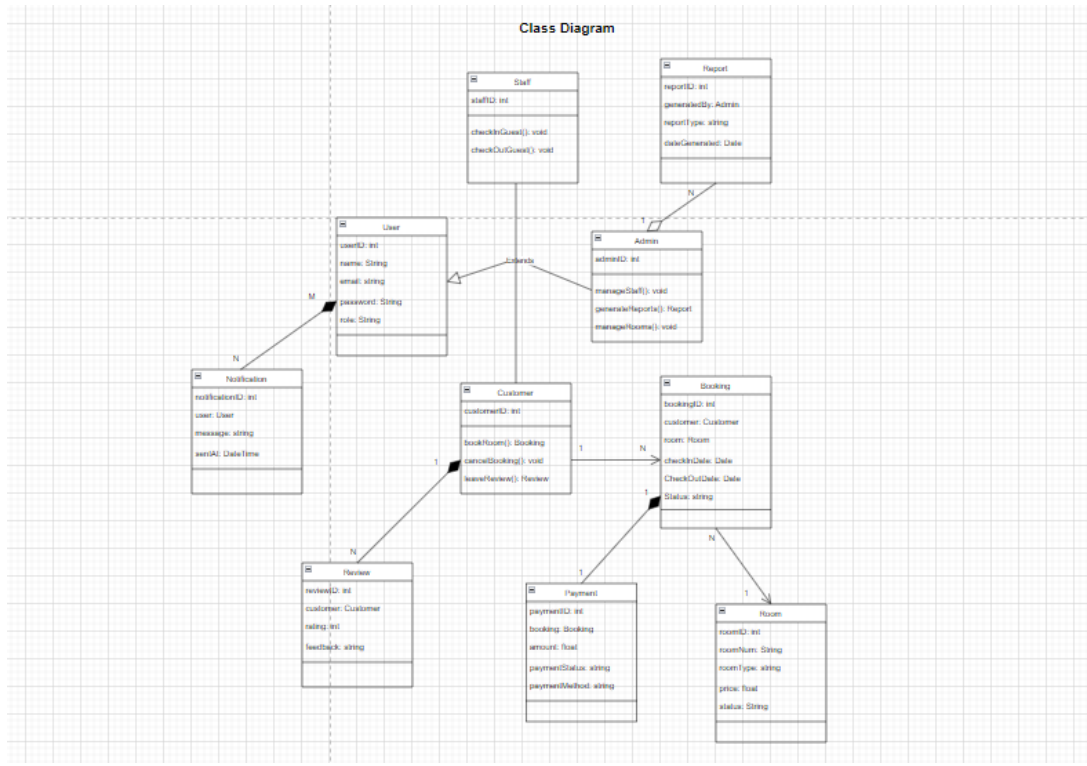 Class Diagram
Staff
staffID: int
checkInGuest(): void
checkOutGuest(): void
Report
reportID: int
generatedBy: Admin
reportType: string
dateGenerated: Date
N
1
User
userID: int
name: String
email: string
password: String
role: String
Extends
Admin
adminID: int
manageStaff(): void
generateReports(): Report
manageRooms(): void
M
N
Notification
notificationID: int
user: User
message: string
sentAt: DateTime
Customer
customerID: int
bookRoom(): Booking
cancelBooking(): void
leaveReview(): Review
1
N
1
Booking
bookingID: int
customer: Customer
room: Room
checkInDate: Date
CheckOutDate: Date
Status: string
1
N
N
1
1
Review
reviewID: int
customer: Customer
rating: int
feedback: string
Payment
paymentID: int
booking: Booking
amount: float
paymentStatus: string
paymentMethod: string
Room
roomID: int
roomNum: String
roomType: string
price: float
status: String